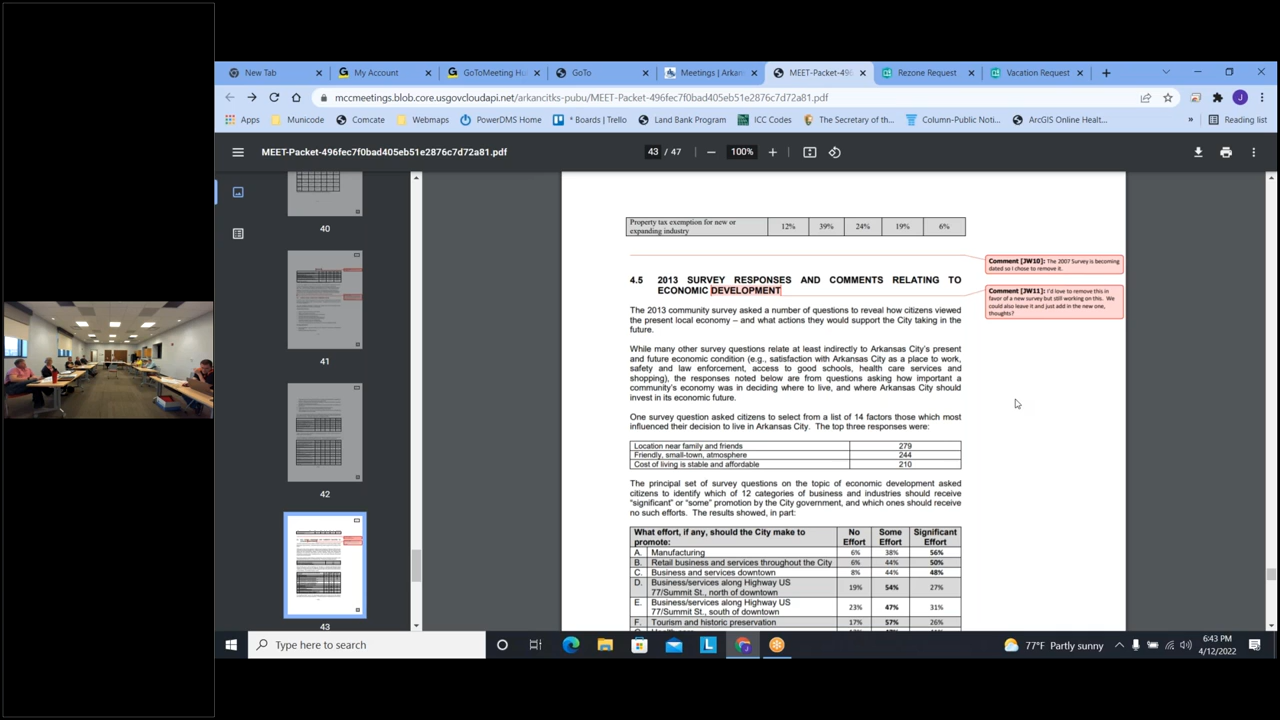 New Tab
My Account
GoToMeeting Hu
GoTo
Meetings | Arkan
MEET-Packet-496
Rezone Request
Vacation Request
mccmeetings.blob.core.usgovcloudapi.net/arkancitks-pubu/MEET-Packet-496fec7f0bad405eb51e2876c7d72a81.pdf
Apps Municode Comcate Webmaps PowerDMS Home * Boards | Trello Land Bank Program ICC Codes The Secretary of th... Column-Public Noti... ArcGIS Online Healt... » Reading list
MEET-Packet-496fec7f0bad405eb51e2876c7d72a81.pdf 43 / 47 100%
40
41
42
43
Property tax exemption for new or
expanding industry 12% 39% 24% 19% 6%
Comment [JW10]: The 2007 Survey is becoming
dated so I chose to remove it.
4.5 2013 SURVEY RESPONSES AND COMMENTS RELATING TO
ECONOMIC DEVELOPMENT
Comment [JW11]: I'd love to remove this in
favor of a new survey but still working on this. We
could also leave it and just add in the new one,
thoughts?
The 2013 community survey asked a number of questions to reveal how citizens viewed
the present local economy – and what actions they would support the City taking in the
future.
While many other survey questions relate at least indirectly to Arkansas City's present
and future economic condition (e.g., satisfaction with Arkansas City as a place to work,
safety and law enforcement, access to good schools, health care services and
shopping), the responses noted below are from questions asking how important a
community's economy was in deciding where to live, and where Arkansas City should
invest in its economic future.
One survey question asked citizens to select from a list of 14 factors those which most
influenced their decision to live in Arkansas City. The top three responses were:
Location near family and friends 279
Friendly, small-town, atmosphere 244
Cost of living is stable and affordable 210
The principal set of survey questions on the topic of economic development asked
citizens to identify which of 12 categories of business and industries should receive
"significant" or "some" promotion by the City government, and which ones should receive
no such efforts. The results showed, in part:
What effort, if any, should the City make to
promote: No
Effort Some
Effort Significant
Effort
A. Manufacturing 6% 38% 56%
B. Retail business and services throughout the City 6% 44% 50%
C. Business and services downtown 8% 44% 48%
D. Business/services along Highway US
77/Summit St., north of downtown 19% 54% 27%
E. Business/services along Highway US
77/Summit St., south of downtown 23% 47% 31%
F. Tourism and historic preservation 17% 57% 26%
Type here to search
77°F Partly sunny
6:43 PM
4/12/2022